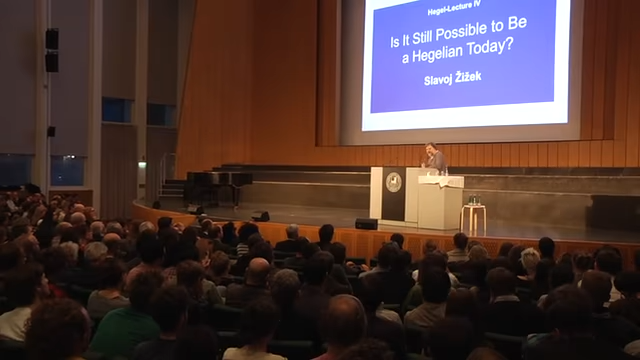 Hegel-Lecture IV
Is It Still Possible to Be
a Hegelian Today?
Slavoj Žižek